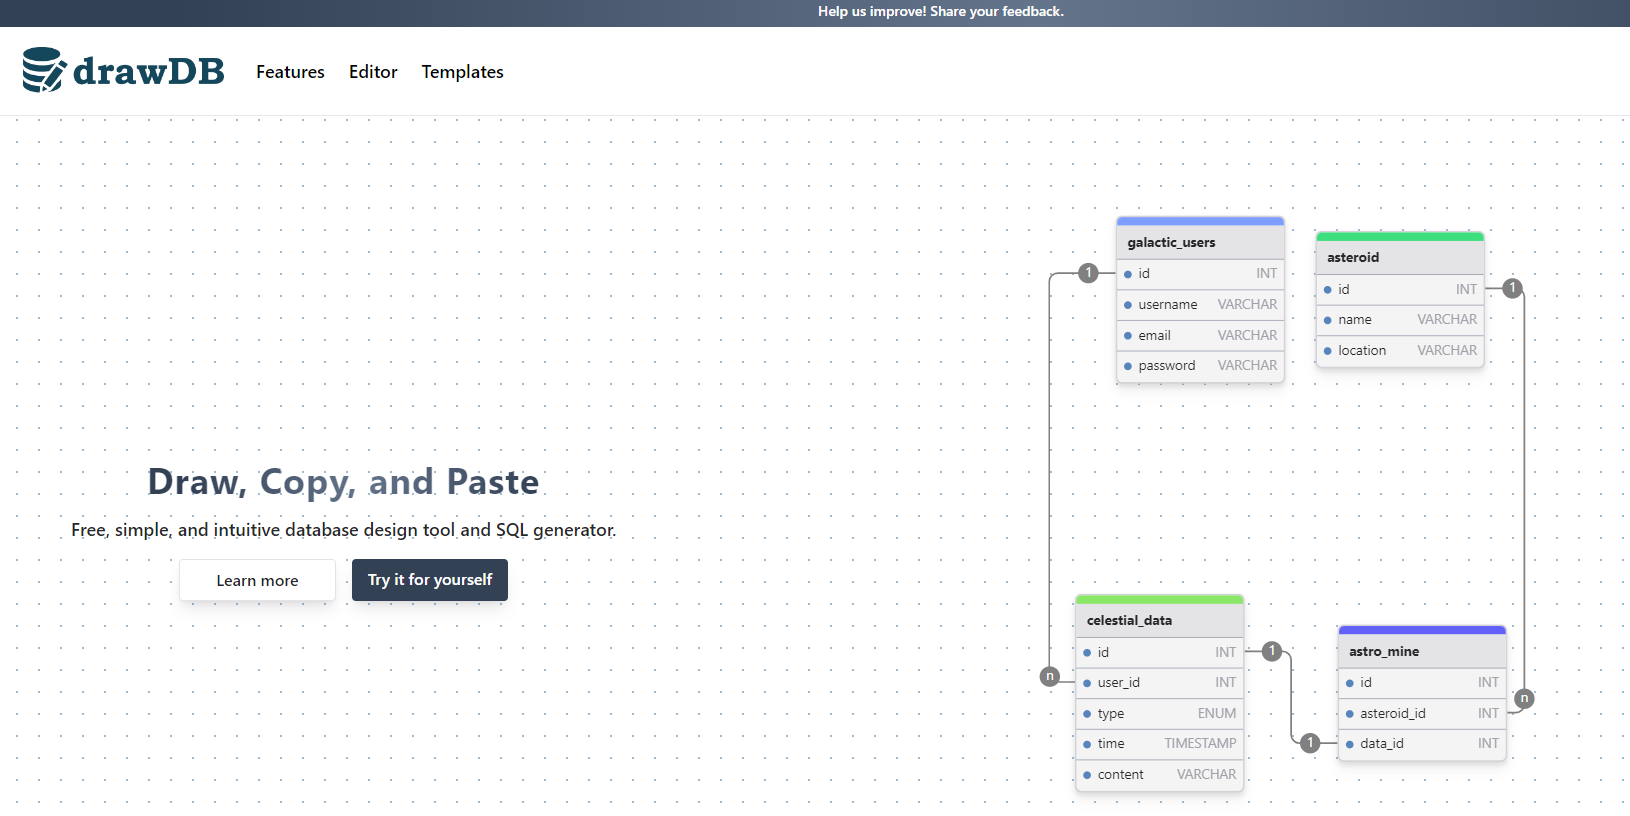 Help us improve! Share your feedback.
drawDB Features Editor Templates
Draw, Copy, and Paste
Free, simple, and intuitive database design tool and SQL generator.
Learn more Try it for yourself
galactic_users
1 id INT
username VARCHAR
email VARCHAR
password VARCHAR
asteroid
id INT 1
name VARCHAR
location VARCHAR
celestial_data
id INT 1
n user_id INT
type ENUM
time TIMESTAMP
content VARCHAR
astro_mine
id INT
asteroid_id INT n
1 data_id INT